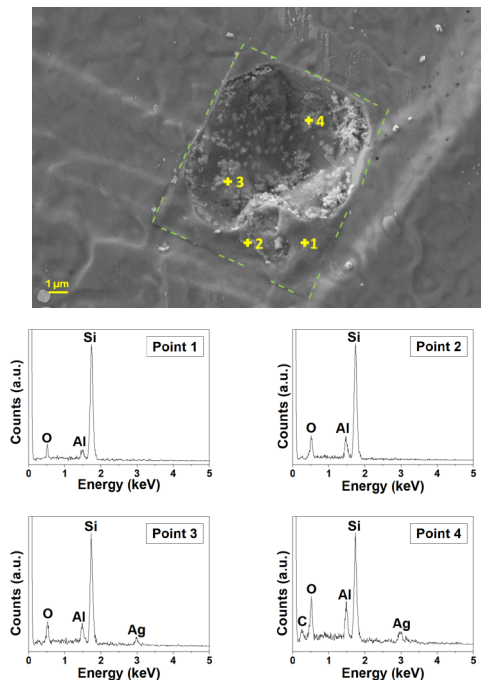 4
3
2
1
1 µm
Si
Point 1
O
Al
Counts (a.u.)
0 1 2 3 4 5
Energy (keV)
Si
Point 2
O
Al
Counts (a.u.)
0 1 2 3 4 5
Energy (keV)
Si
Point 3
O
Al
Ag
Counts (a.u.)
0 1 2 3 4 5
Energy (keV)
Si
Point 4
O
Al
C
Ag
Counts (a.u.)
0 1 2 3 4 5
Energy (keV)